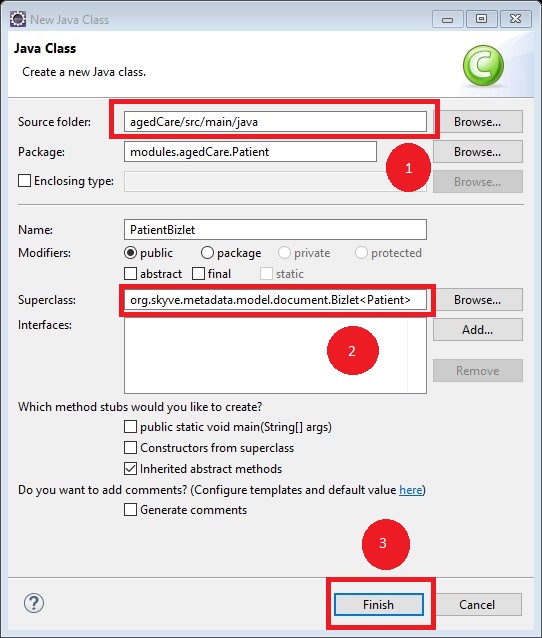 New Java Class
Java Class
Create a new Java class.
C
Source folder: agedCare/src/main/java Browse...
Package: modules.agedCare.Patient Browse...
1
Enclosing type: Browse...
Name: PatientBizlet
Modifiers: public package private protected
abstract final static
Superclass: org.skyve.metadata.model.document.Bizlet<Patient> Browse...
Interfaces: Add...
2
Remove
Which method stubs would you like to create?
public static void main(String[] args)
Constructors from superclass
Inherited abstract methods
Do you want to add comments? (Configure templates and default value here)
Generate comments
3
? Finish Cancel